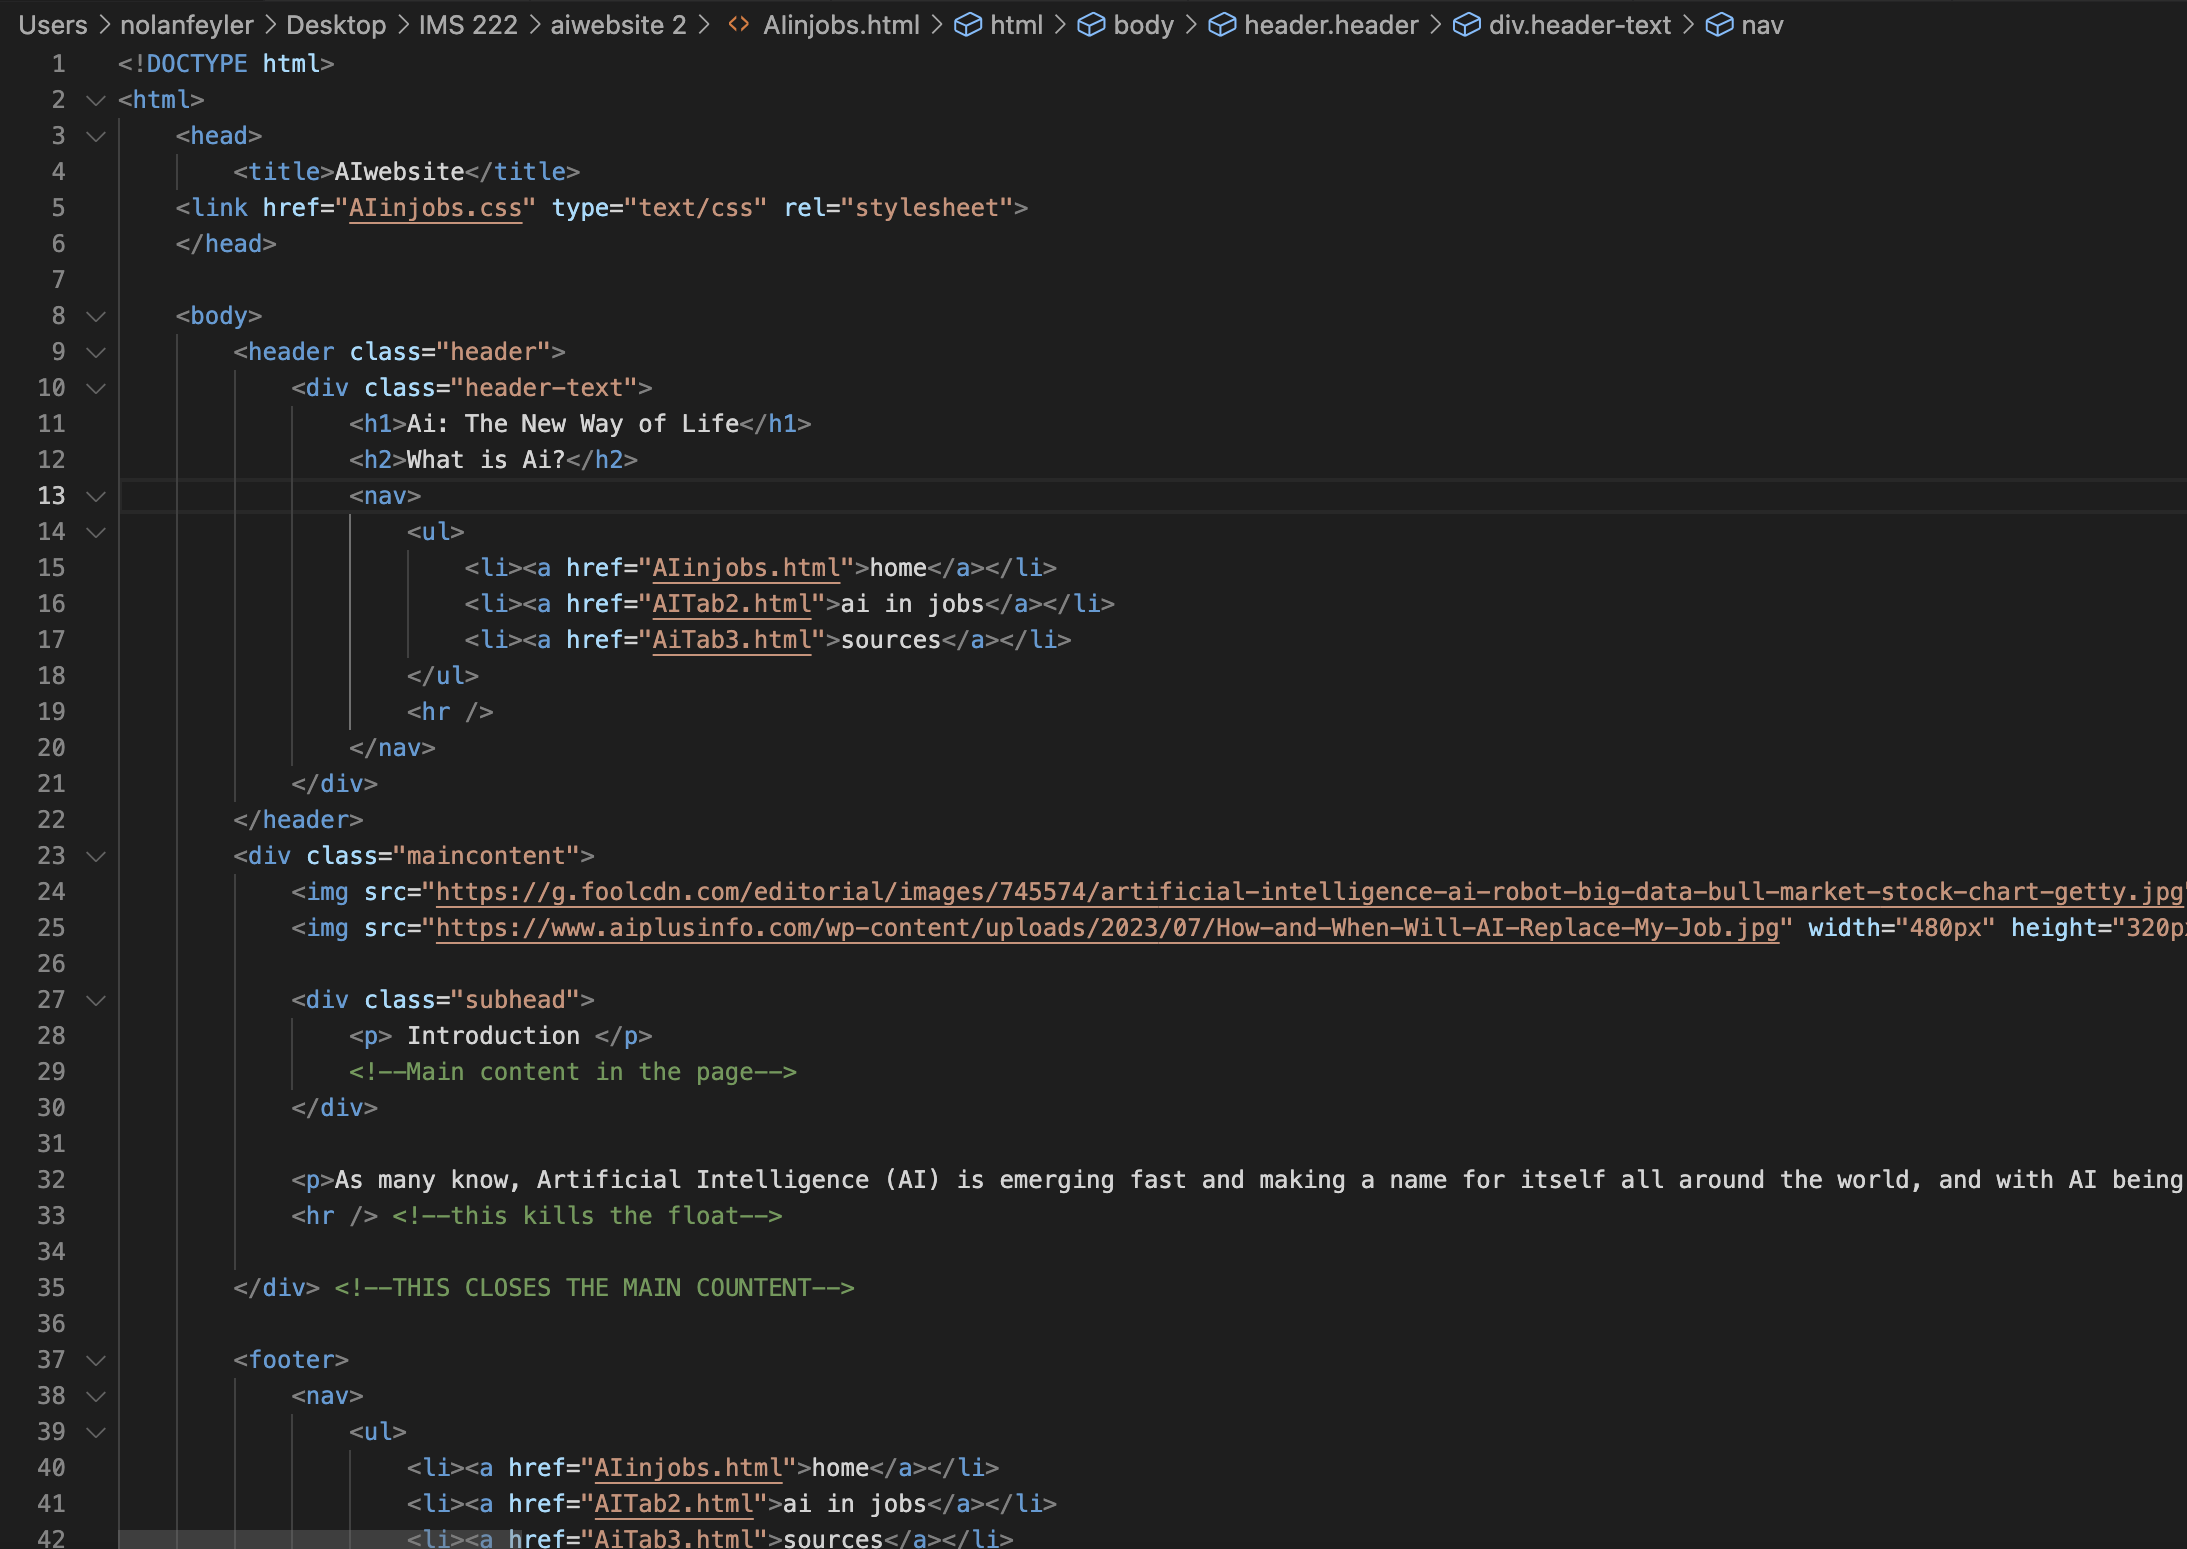 Users > nolanfeyler > Desktop > IMS 222 > aiwebsite 2 > <> AIinjobs.html > html > body > header.header > div.header-text > nav
1 <!DOCTYPE html>
2 <html>
3 <head>
4 <title>AIwebsite</title>
5 <link href="AIinjobs.css" type="text/css" rel="stylesheet">
6 </head>
7
8 <body>
9 <header class="header">
10 <div class="header-text">
11 <h1>Ai: The New Way of Life</h1>
12 <h2>What is Ai?</h2>
13 <nav>
14 <ul>
15 <li><a href="AIinjobs.html">home</a></li>
16 <li><a href="AITab2.html">ai in jobs</a></li>
17 <li><a href="AiTab3.html">sources</a></li>
18 </ul>
19 <hr />
20 </nav>
21 </div>
22 </header>
23 <div class="maincontent">
24 <img src="https://g.foolcdn.com/editorial/images/745574/artificial-intelligence-ai-robot-big-data-bull-market-stock-chart-getty.jpg"
25 <img src="https://www.aiplusinfo.com/wp-content/uploads/2023/07/How-and-When-Will-AI-Replace-My-Job.jpg" width="480px" height="320px
26
27 <div class="subhead">
28 <p> Introduction </p>
29 <!--Main content in the page-->
30 </div>
31
32 <p>As many know, Artificial Intelligence (AI) is emerging fast and making a name for itself all around the world, and with AI being
33 <hr /> <!--this kills the float-->
34
35 </div> <!--THIS CLOSES THE MAIN COUNTENT-->
36
37 <footer>
38 <nav>
39 <ul>
40 <li><a href="AIinjobs.html">home</a></li>
41 <li><a href="AITab2.html">ai in jobs</a></li>
42 <li><a href="AiTab3.html">sources</a></li>